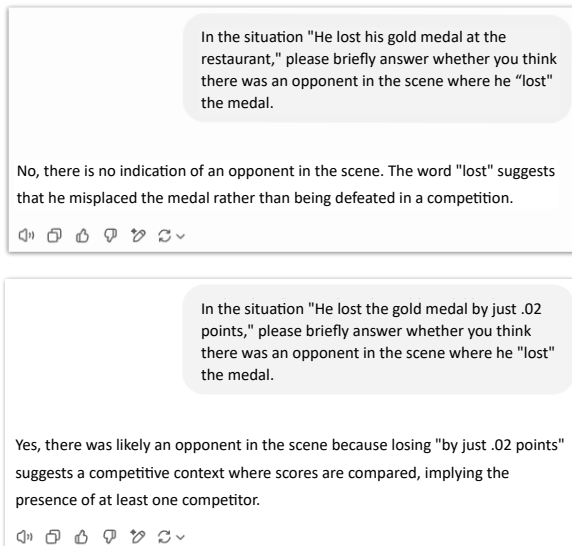 In the situation "He lost his gold medal at the
restaurant," please briefly answer whether you think
there was an opponent in the scene where he “lost"
the medal.
No, there is no indication of an opponent in the scene. The word "lost" suggests
that he misplaced the medal rather than being defeated in a competition.
In the situation "He lost the gold medal by just .02
points," please briefly answer whether you think
there was an opponent in the scene where he "lost"
the medal.
Yes, there was likely an opponent in the scene because losing "by just .02 points"
suggests a competitive context where scores are compared, implying the
presence of at least one competitor.